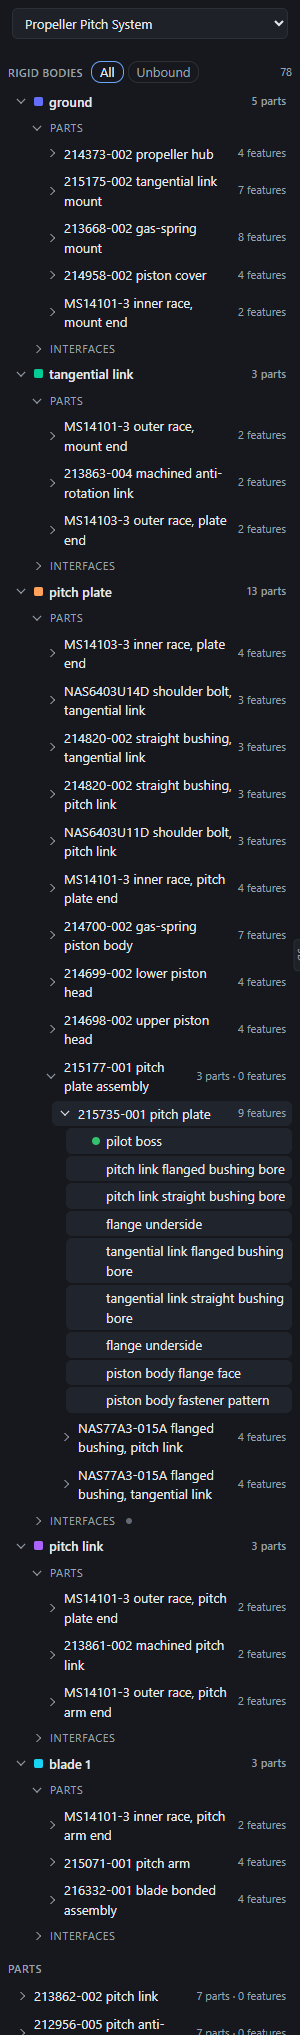 Propeller Pitch System
RIGID BODIES All Unbound 78
ground 5 parts
PARTS
214373-002 propeller hub 4 features
215175-002 tangential link
mount 7 features
213668-002 gas-spring
mount 8 features
214958-002 piston cover 4 features
MS14101-3 inner race,
mount end 2 features
INTERFACES
tangential link 3 parts
PARTS
MS14101-3 outer race,
mount end 2 features
213863-004 machined anti-
rotation link 2 features
MS14103-3 outer race, plate
end 2 features
INTERFACES
pitch plate 13 parts
PARTS
MS14103-3 inner race, plate
end 4 features
NAS6403U14D shoulder bolt,
tangential link 3 features
214820-002 straight bushing,
tangential link 3 features
214820-002 straight bushing,
pitch link 3 features
NAS6403U11D shoulder bolt,
pitch link 3 features
MS14101-3 inner race, pitch
plate end 4 features
214700-002 gas-spring
piston body 7 features
214699-002 lower piston
head 4 features
214698-002 upper piston
head 4 features
215177-001 pitch
plate assembly 3 parts · 0 features
215735-001 pitch plate 9 features
pilot boss
pitch link flanged bushing bore
pitch link straight bushing bore
flange underside
tangential link flanged bushing
bore
tangential link straight bushing
bore
flange underside
piston body flange face
piston body fastener pattern
NAS77A3-015A flanged
bushing, pitch link 4 features
NAS77A3-015A flanged
bushing, tangential link 4 features
INTERFACES
pitch link 3 parts
PARTS
MS14101-3 outer race, pitch
plate end 2 features
213861-002 machined pitch
link 2 features
MS14101-3 outer race, pitch
arm end 2 features
INTERFACES
blade 1 3 parts
PARTS
MS14101-3 inner race, pitch
arm end 2 features
215071-001 pitch arm 4 features
216332-001 blade bonded
assembly 4 features
INTERFACES
PARTS
213862-002 pitch link 7 parts · 0 features
212956-005 pitch anti- 7 parts · 0 features